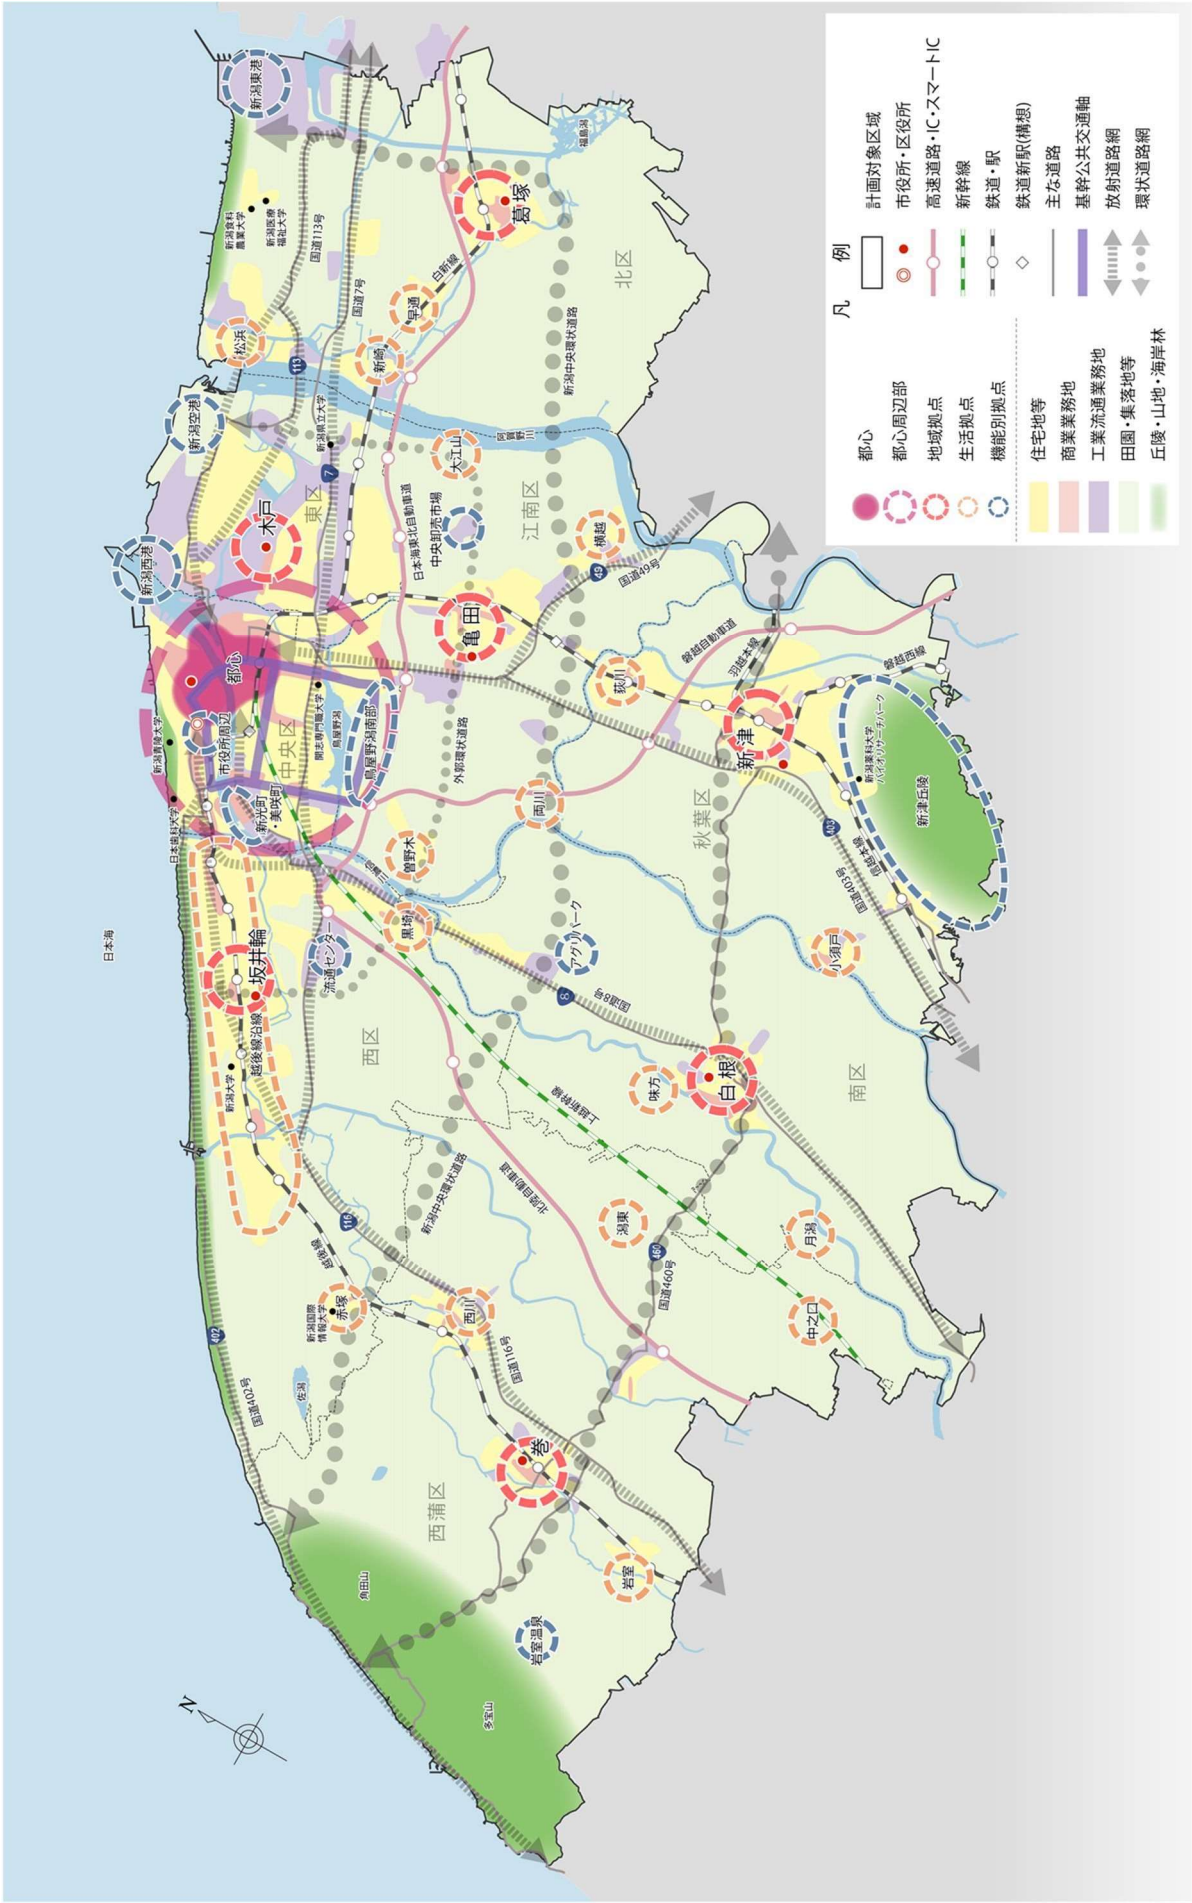 日本海
N
新潟東港
新潟食料
農業大学
新潟医療
福祉大学
国道113号
国道7号
松浜
113
新潟空港
新潟県立大学
7
東区
木戸
新潟西港
都心
新潟青陵大学
日本歯科大学
市役所周辺
中央区
開志専門職大学
鳥屋野潟
鳥屋野潟南部
新光町
・美咲町
葛塚
福島潟
白新線
早通
新崎
北区
新潟中央環状道路
阿賀野川
大江山
中央卸売市場
日本海東北自動車道
江南区
横越
49
国道49号
亀田
外郭環状道路
荻川
磐越自動車道
羽越本線
磐越西線
新津
新潟薬科大学
バイオリサーチパーク
新津丘陵
403
国道403号
信越本線
秋葉区
両川
曽野木
信濃川
黒埼
流通センター
アグリパーク
8
国道8号
小須戸
坂井輪
越後線沿線
新潟大学
西区
白根
味方
南区
上越新幹線
北陸自動車道
新潟中央環状道路
潟東
月潟
460
国道460号
中之口
116
越後線
新潟国際
情報大学
赤塚
西川
国道116号
402
国道402号
佐潟
巻
西蒲区
岩室
岩室温泉
角田山
多宝山
凡例
都心
都心周辺部
地域拠点
生活拠点
機能別拠点
住宅地等
商業業務地
工業流通業務地
田園・集落地等
丘陵・山地・海岸林
計画対象区域
市役所・区役所
高速道路・IC・スマートIC
新幹線
鉄道・駅
鉄道新駅(構想)
主な道路
基幹公共交通軸
放射道路網
環状道路網